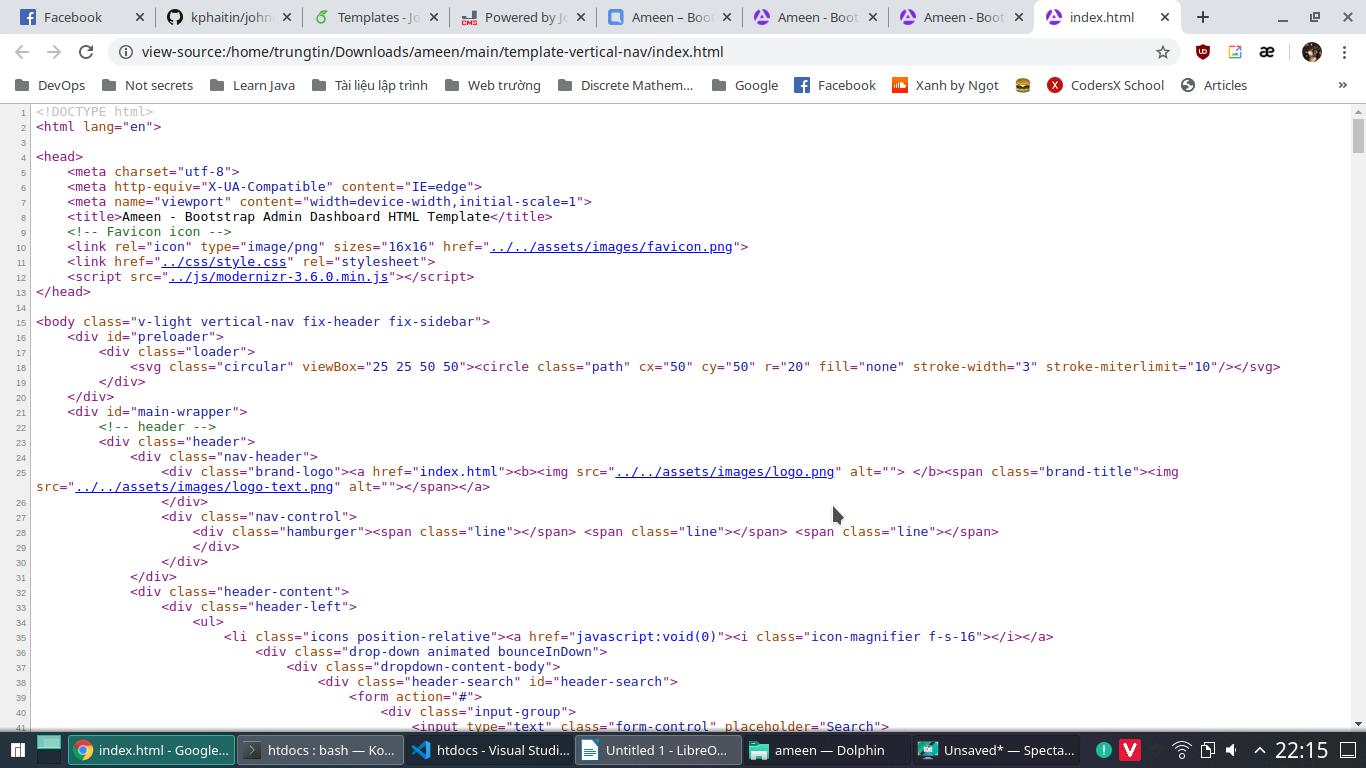 Facebook
kphaitin/john
Templates - Jo
Powered by Jo
Ameen – Boot
Ameen - Boot
Ameen - Boot
index.html
view-source:/home/trungtin/Downloads/ameen/main/template-vertical-nav/index.html
DevOps
Not secrets
Learn Java
Tài liệu lập trình
Web trường
Discrete Mathem...
Google
Facebook
Xanh by Ngọt
CodersX School
Articles
»
1 <!DOCTYPE html>
2 <html lang="en">
3
4 <head>
5 <meta charset="utf-8">
6 <meta http-equiv="X-UA-Compatible" content="IE=edge">
7 <meta name="viewport" content="width=device-width,initial-scale=1">
8 <title>Ameen - Bootstrap Admin Dashboard HTML Template</title>
9 <!-- Favicon icon -->
10 <link rel="icon" type="image/png" sizes="16x16" href="../../assets/images/favicon.png">
11 <link href="../css/style.css" rel="stylesheet">
12 <script src="../js/modernizr-3.6.0.min.js"></script>
13 </head>
14
15 <body class="v-light vertical-nav fix-header fix-sidebar">
16 <div id="preloader">
17 <div class="loader">
18 <svg class="circular" viewBox="25 25 50 50"><circle class="path" cx="50" cy="50" r="20" fill="none" stroke-width="3" stroke-miterlimit="10"/></svg>
19 </div>
20 </div>
21 <div id="main-wrapper">
22 <!-- header -->
23 <div class="header">
24 <div class="nav-header">
25 <div class="brand-logo"><a href="index.html"><b><img src="../../assets/images/logo.png" alt=""> </b><span class="brand-title"><img
src="../../assets/images/logo-text.png" alt=""></span></a>
26 </div>
27 <div class="nav-control">
28 <div class="hamburger"><span class="line"></span> <span class="line"></span> <span class="line"></span>
29 </div>
30 </div>
31 </div>
32 <div class="header-content">
33 <div class="header-left">
34 <ul>
35 <li class="icons position-relative"><a href="javascript:void(0)"><i class="icon-magnifier f-s-16"></i></a>
36 <div class="drop-down animated bounceInDown">
37 <div class="dropdown-content-body">
38 <div class="header-search" id="header-search">
39 <form action="#">
40 <div class="input-group">
41 <input type="text" class="form-control" placeholder="Search">
index.html - Google...
htdocs : bash — Ko...
htdocs - Visual Studi...
Untitled 1 - LibreO...
ameen — Dolphin
Unsaved* — Specta...
22:15